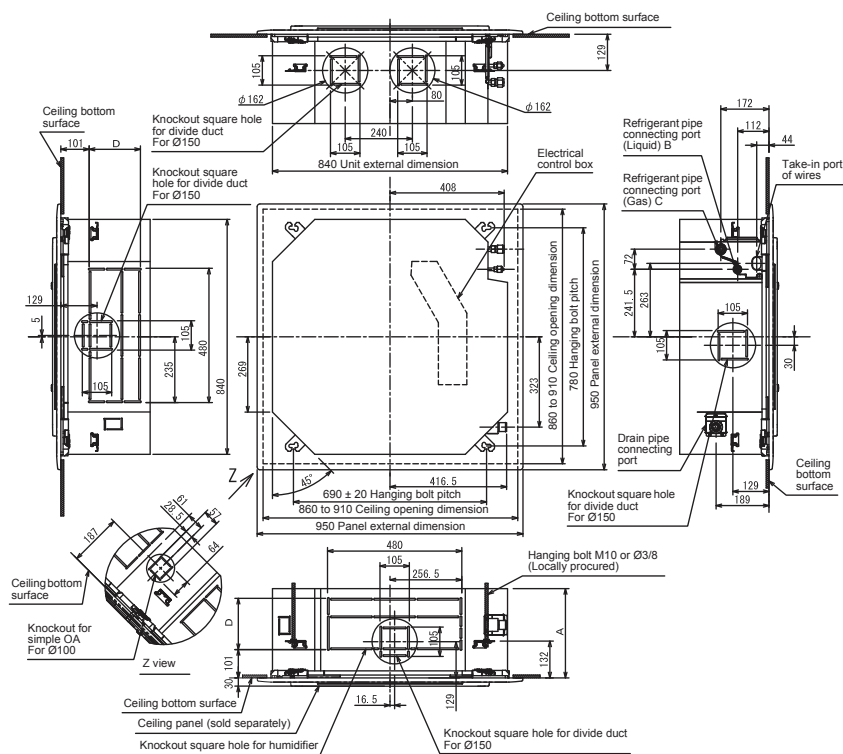 Ceiling bottom surface
129
105
105
ϕ162
ϕ162
80
Knockout square hole
for divide duct
For Ø150
240
105
105
840 Unit external dimension
Electrical
control box
408
Ceiling bottom
surface
101
D
Knockout square
hole for divide duct
For Ø150
129
5
105
105
235
480
840
269
45°
690 ± 20 Hanging bolt pitch
860 to 910 Ceiling opening dimension
950 Panel external dimension
416.5
323
860 to 910 Ceiling opening dimension
780 Hanging bolt pitch
950 Panel external dimension
172
112
44
Refrigerant pipe
connecting port
(Liquid) B
Take-in port
of wires
Refrigerant pipe
connecting port
(Gas) C
72
241.5
263
105
105
30
Drain pipe
connecting
port
129
189
Ceiling
bottom
surface
Knockout square hole
for divide duct
For Ø150
Z
187
61
28.5
57
64
Ceiling bottom
surface
Knockout for
simple OA
For Ø100
Z view
480
105
256.5
Hanging bolt M10 or Ø3/8
(Locally procured)
D
105
A
101
30
132
129
16.5
Ceiling bottom surface
Ceiling panel (sold separately)
Knockout square hole for humidifier
Knockout square hole for divide duct
For Ø150